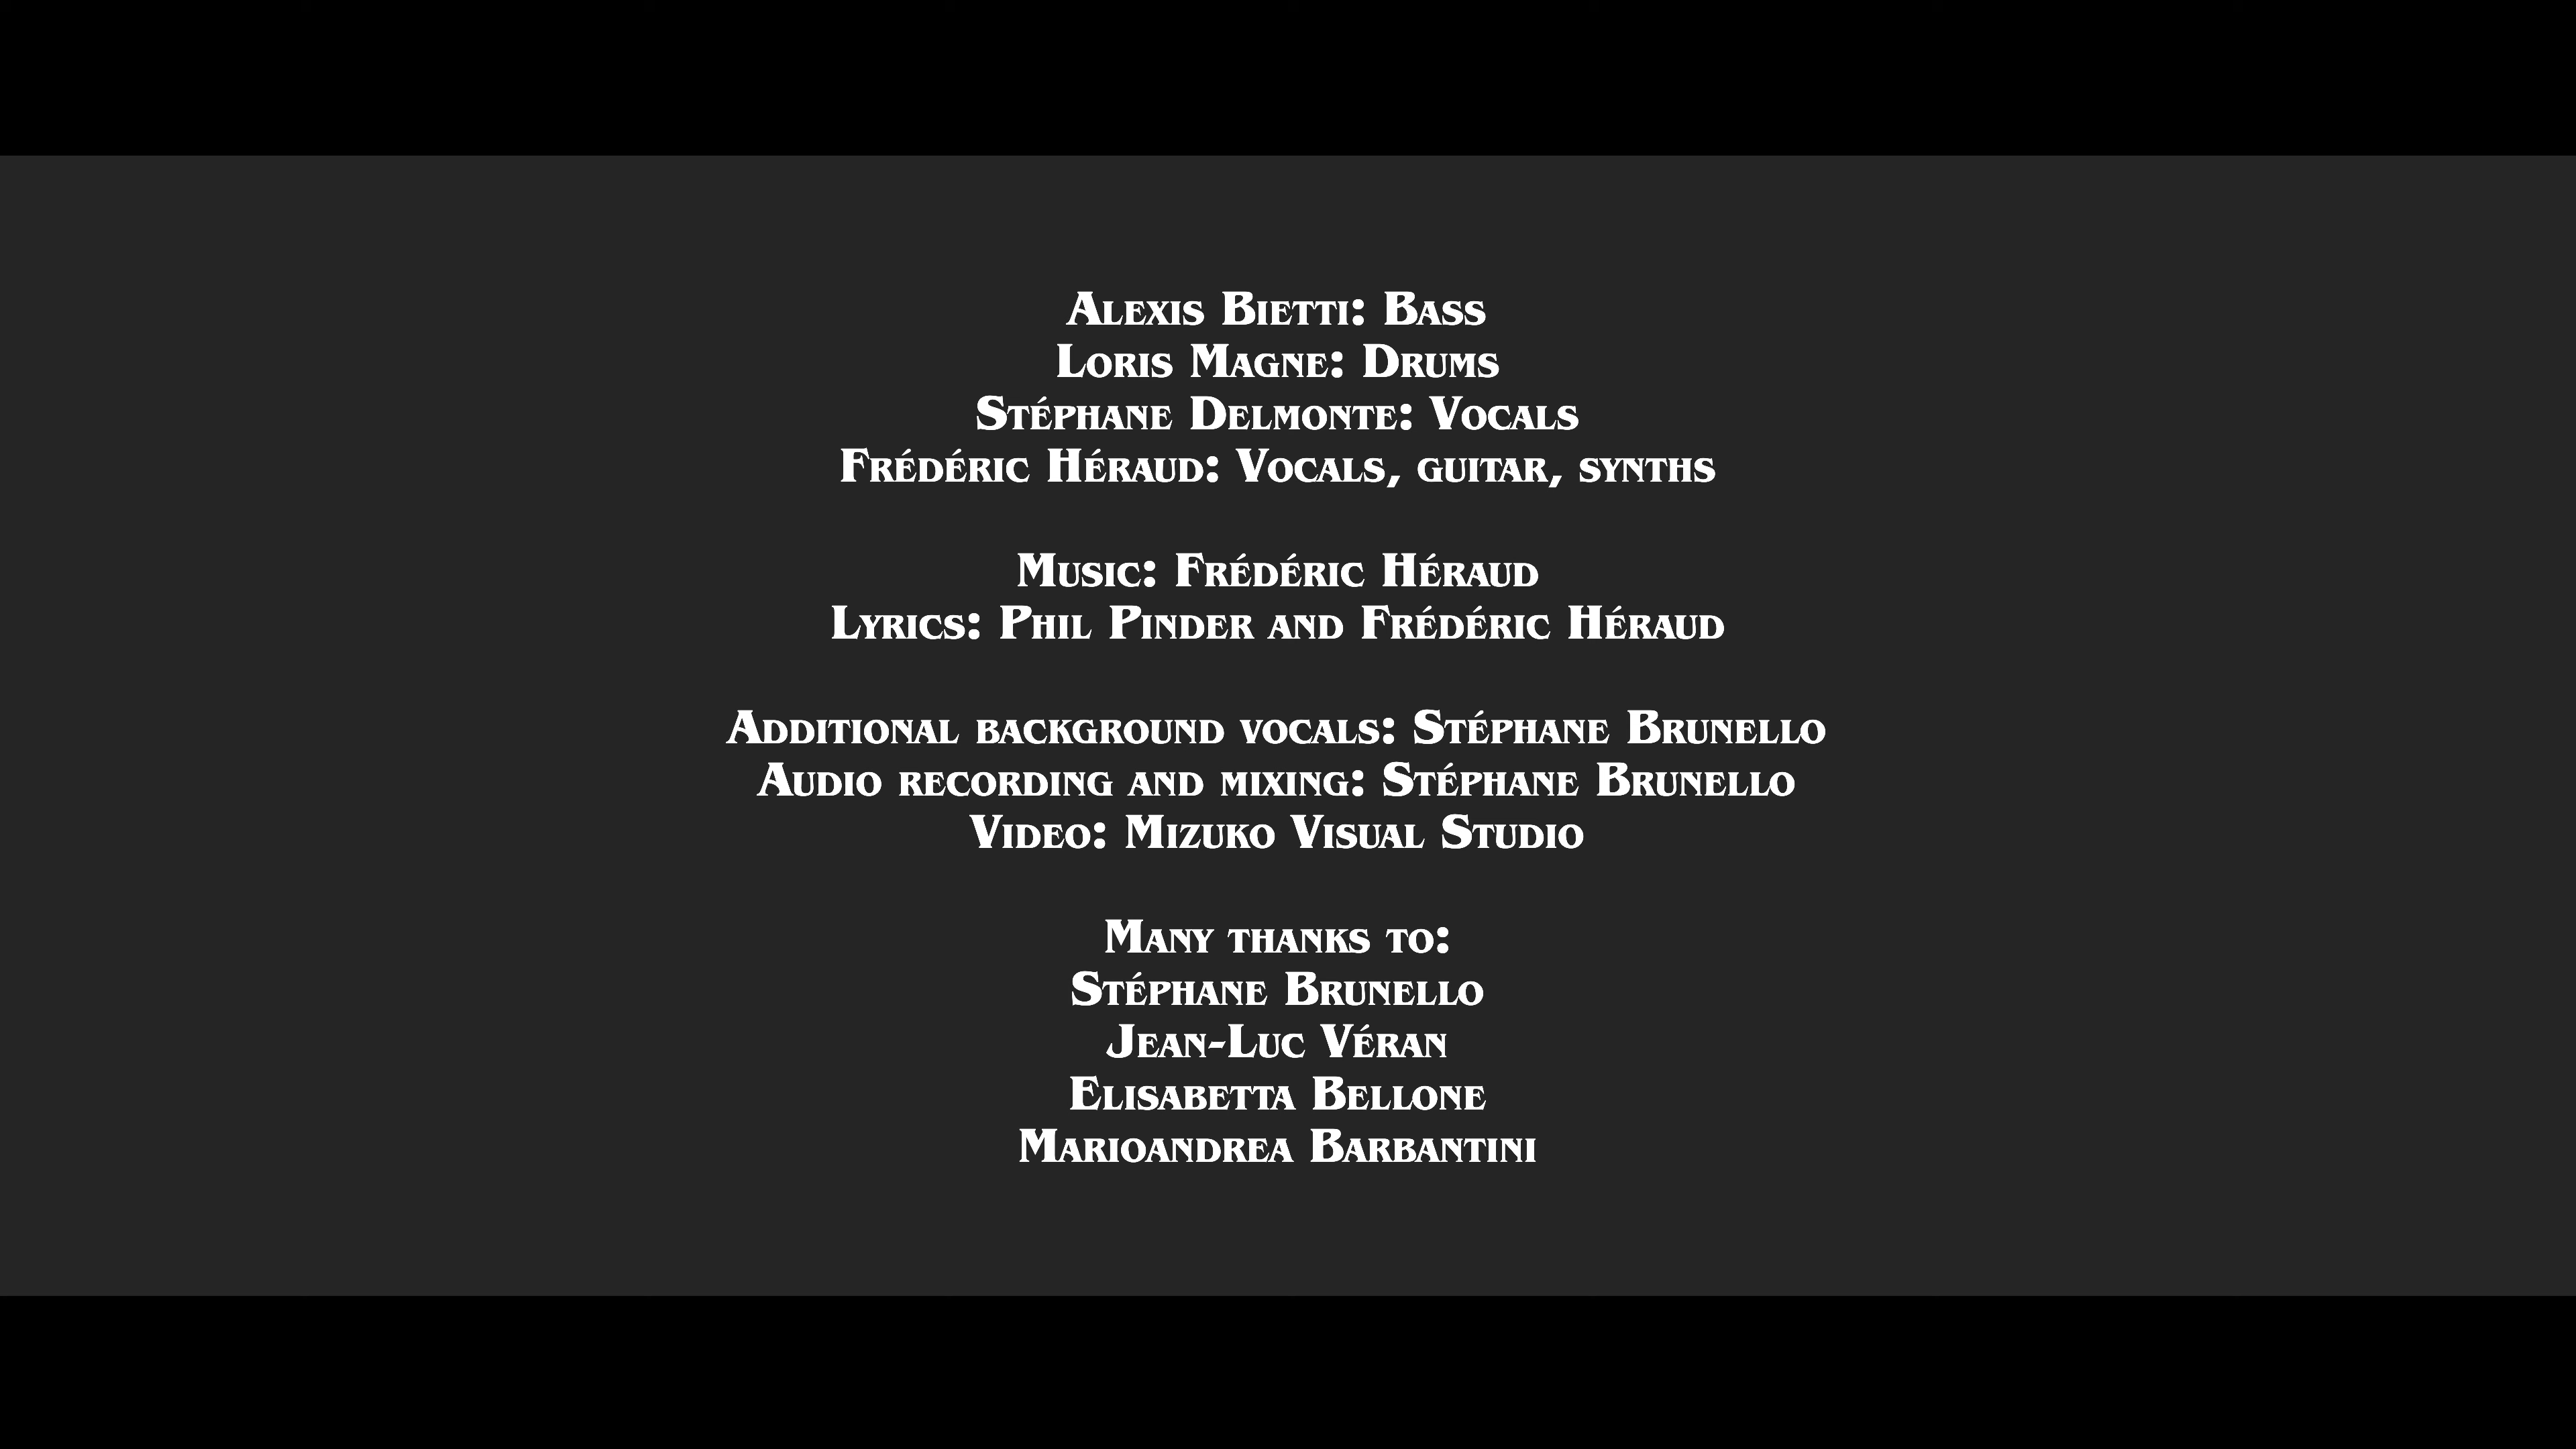 Alexis Bietti: Bass
Loris Magne: Drums
Stéphane Delmonte: Vocals
Frédéric Héraud: Vocals, guitar, synths
Music: Frédéric Héraud
Lyrics: Phil Pinder and Frédéric Héraud
Additional background vocals: Stéphane Brunello
Audio recording and mixing: Stéphane Brunello
Video: Mizuko Visual Studio
Many thanks to:
Stéphane Brunello
Jean-Luc Véran
Elisabetta Bellone
Marioandrea Barbantini